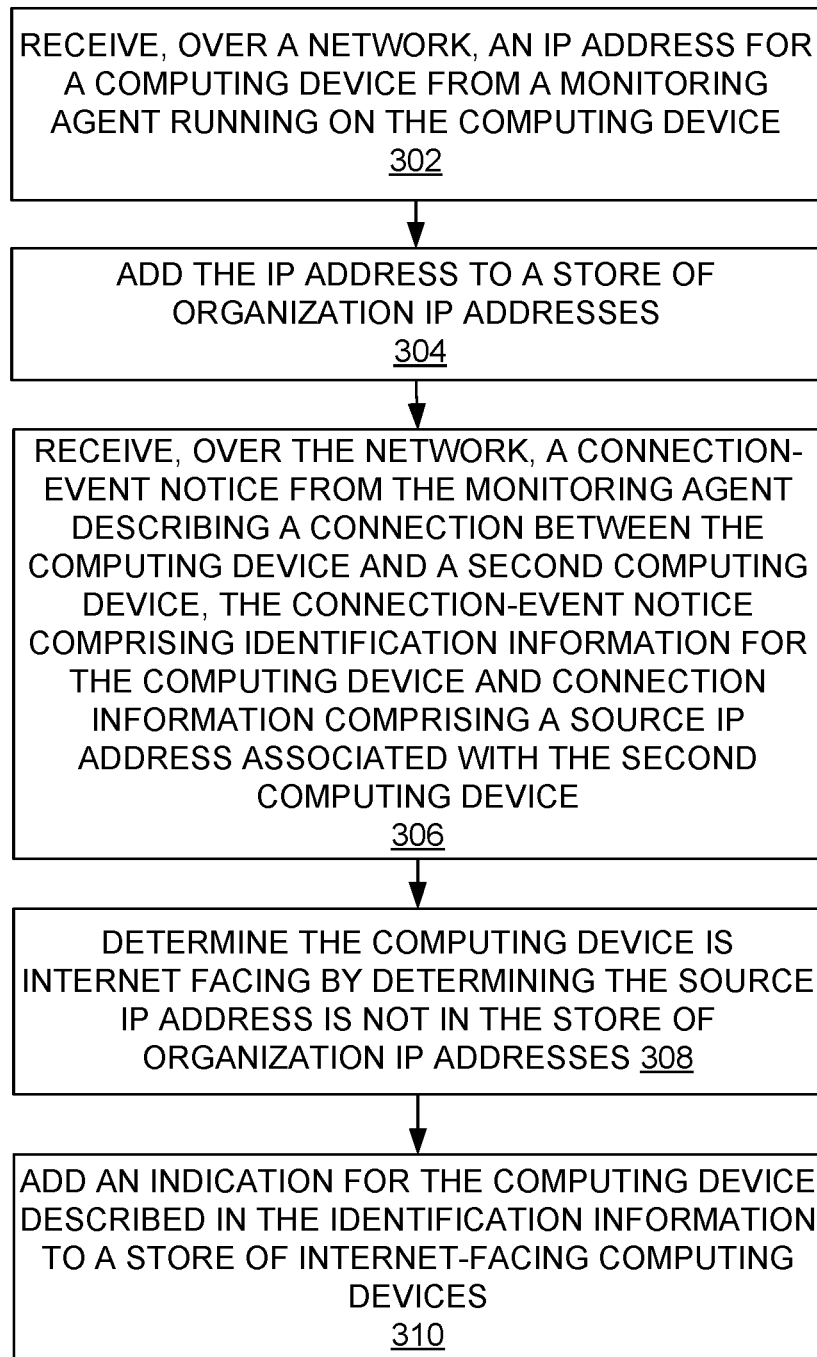 RECEIVE, OVER A NETWORK, AN IP ADDRESS FOR
A COMPUTING DEVICE FROM A MONITORING
AGENT RUNNING ON THE COMPUTING DEVICE
302
ADD THE IP ADDRESS TO A STORE OF
ORGANIZATION IP ADDRESSES
304
RECEIVE, OVER THE NETWORK, A CONNECTION-
EVENT NOTICE FROM THE MONITORING AGENT
DESCRIBING A CONNECTION BETWEEN THE
COMPUTING DEVICE AND A SECOND COMPUTING
DEVICE, THE CONNECTION-EVENT NOTICE
COMPRISING IDENTIFICATION INFORMATION FOR
THE COMPUTING DEVICE AND CONNECTION
INFORMATION COMPRISING A SOURCE IP
ADDRESS ASSOCIATED WITH THE SECOND
COMPUTING DEVICE
306
DETERMINE THE COMPUTING DEVICE IS
INTERNET FACING BY DETERMINING THE SOURCE
IP ADDRESS IS NOT IN THE STORE OF
ORGANIZATION IP ADDRESSES 308
ADD AN INDICATION FOR THE COMPUTING DEVICE
DESCRIBED IN THE IDENTIFICATION INFORMATION
TO A STORE OF INTERNET-FACING COMPUTING
DEVICES
310